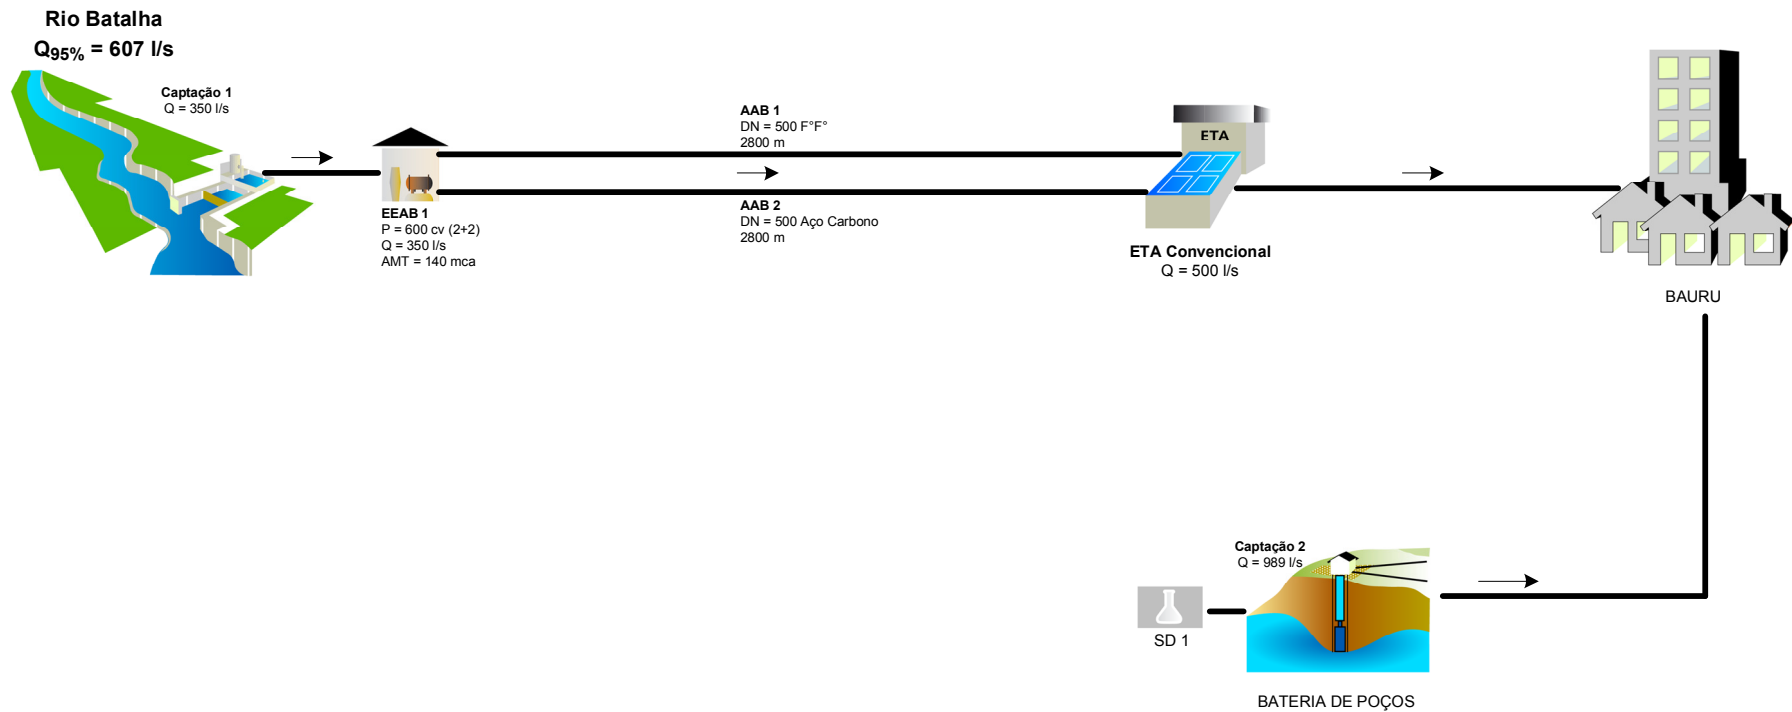 Rio Batalha
Q95% = 607 l/s
Captação 1
Q = 350 l/s
AAB 1
DN = 500 F°F°
2800 m
ETA
EEAB 1
P = 600 cv (2+2)
Q = 350 l/s
AMT = 140 mca
AAB 2
DN = 500 Aço Carbono
2800 m
ETA Convencional
Q = 500 l/s
BAURU
Captação 2
Q = 989 l/s
SD 1
BATERIA DE POÇOS